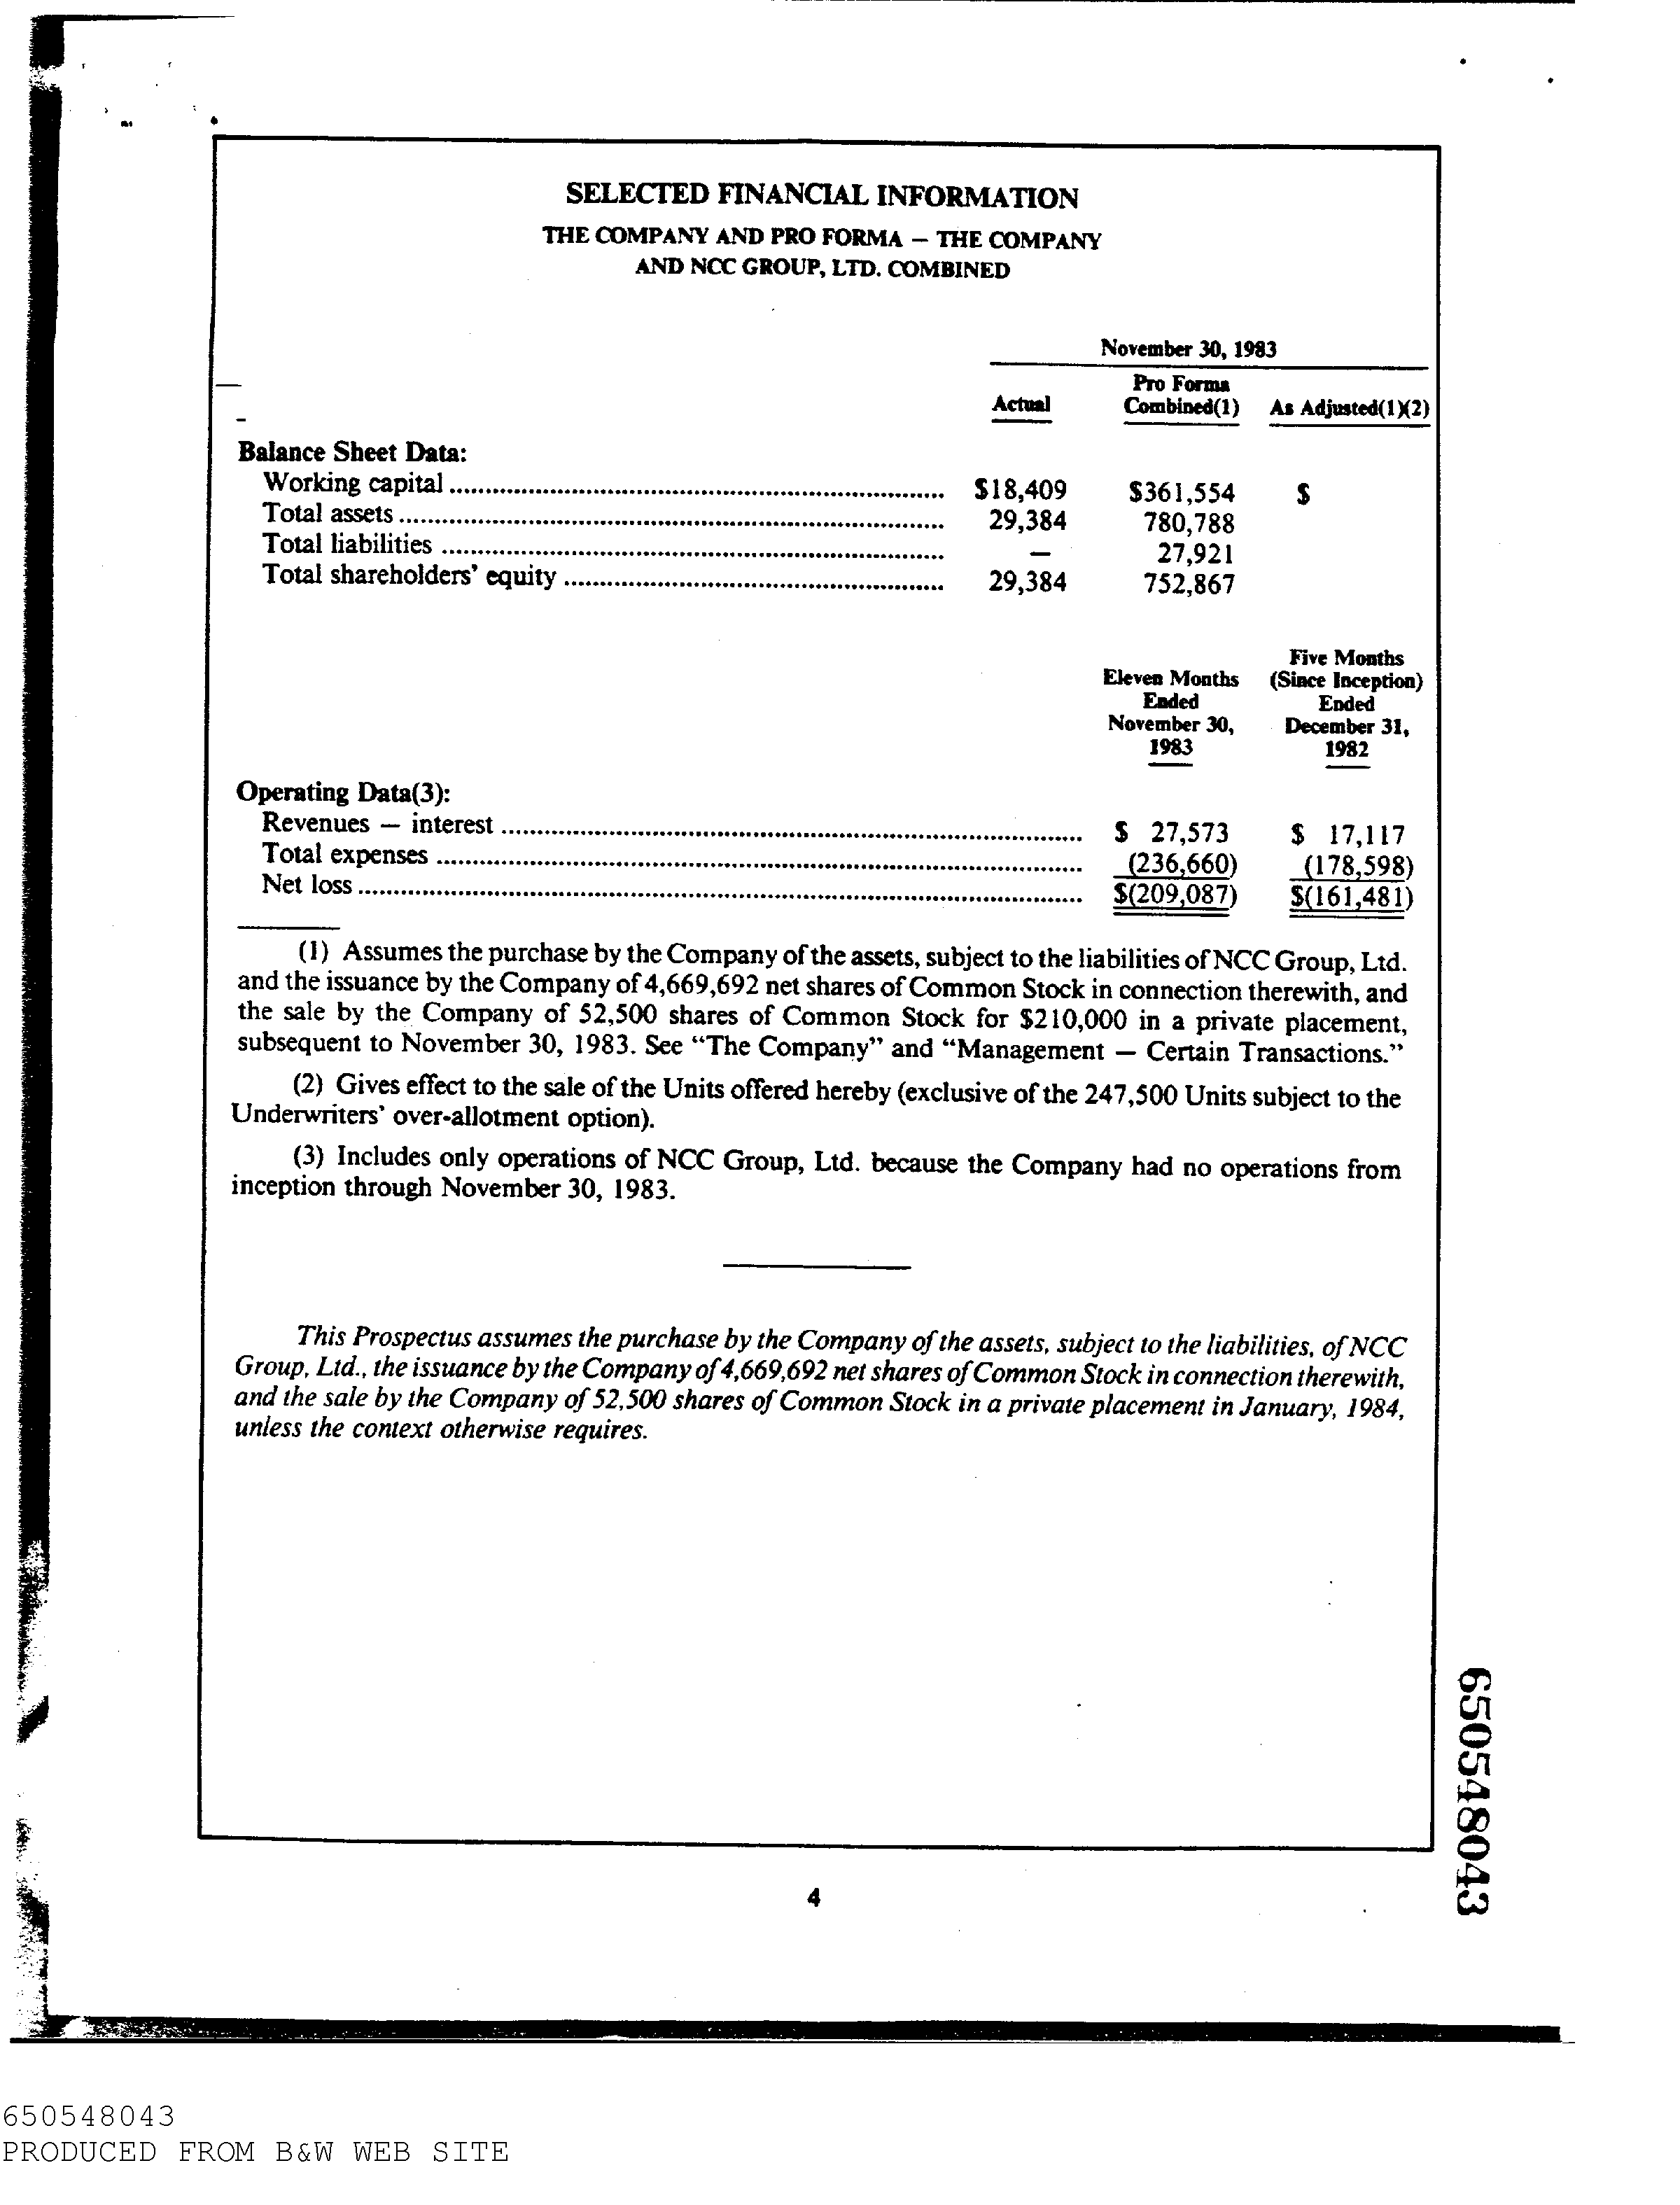 SELECTED FINANCIAL INFORMATION
THE COMPANY AND PRO FORMA — THE COMPANY
AND NCC GROUP, LTD. COMBINED
November 30, 1983
Actual Pro Forma Combined(1) As Adjusted(1)(2)
Balance Sheet Data:
Working capital ........ $18,409 $361,554 $
Total assets ........ 29,384 780,788
Total liabilities ........ — 27,921
Total shareholders' equity ........ 29,384 752,867
Five Months
Eleven Months (Since Inception)
Ended Ended
November 30, December 31,
1983 1982
Operating Data(3):
Revenues — interest ........ $ 27,573 $ 17,117
Total expenses ........ (236,660) (178,598)
Net loss ........ $(209,087) $(161,481)
(1) Assumes the purchase by the Company of the assets, subject to the liabilities of NCC Group, Ltd.
and the issuance by the Company of 4,669,692 net shares of Common Stock in connection therewith, and
the sale by the Company of 52,500 shares of Common Stock for $210,000 in a private placement,
subsequent to November 30, 1983. See "The Company" and "Management — Certain Transactions."
(2) Gives effect to the sale of the Units offered hereby (exclusive of the 247,500 Units subject to the
Underwriters' over-allotment option).
(3) Includes only operations of NCC Group, Ltd. because the Company had no operations from
inception through November 30, 1983.
This Prospectus assumes the purchase by the Company of the assets, subject to the liabilities, of NCC
Group, Ltd., the issuance by the Company of 4,669,692 net shares of Common Stock in connection therewith,
and the sale by the Company of 52,500 shares of Common Stock in a private placement in January, 1984,
unless the context otherwise requires.
650548043
4
650548043
PRODUCED FROM B&W WEB SITE